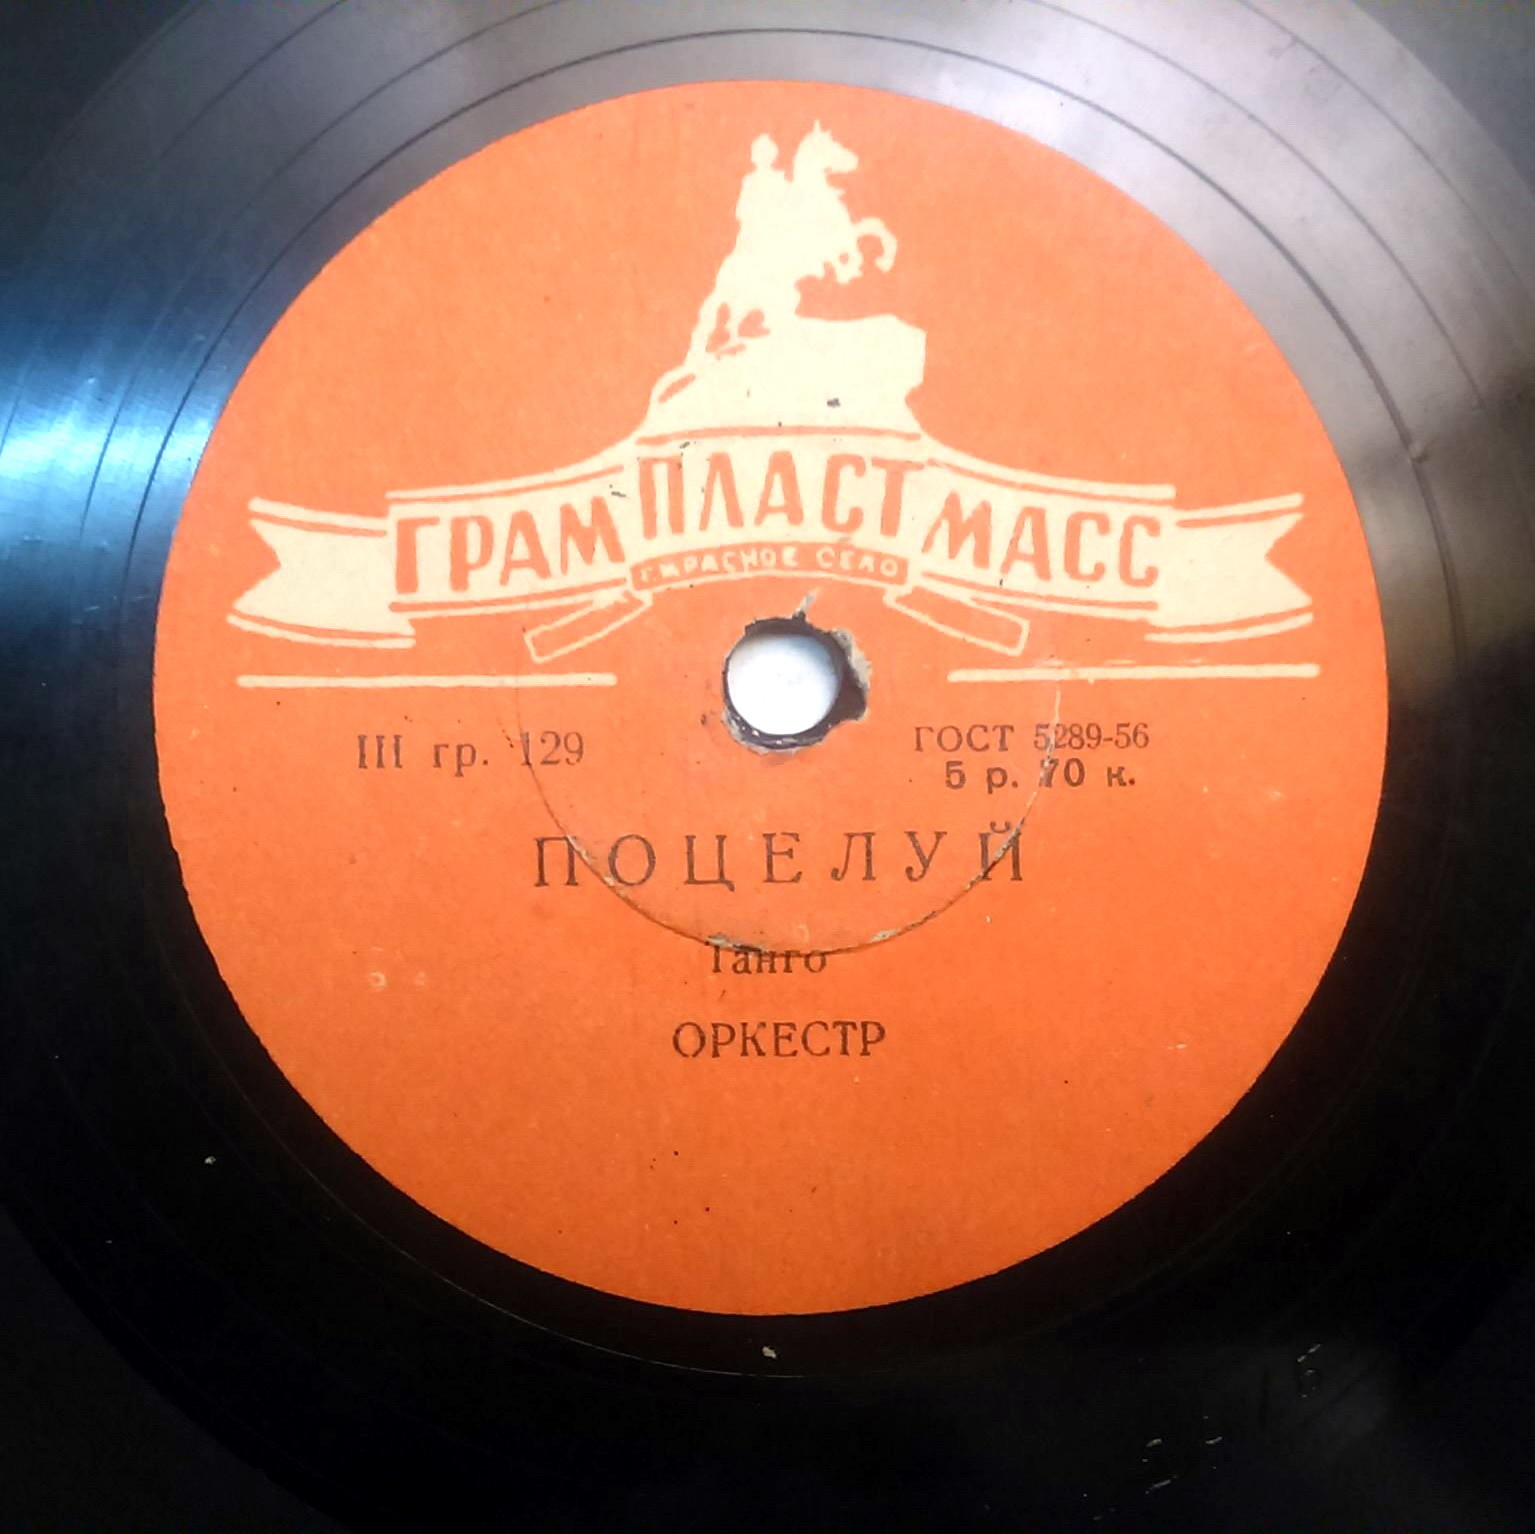 ГРАМПЛАСТМАСС
Г. КРАСНОЕ СЕЛО
III гр. 129
ГОСТ 5289-56
5 р. 70 к.
ПОЦЕЛУЙ
Танго
ОРКЕСТР